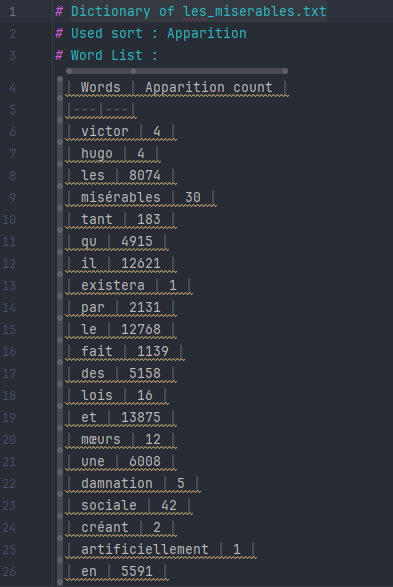 1 # Dictionary of les_miserables.txt
2 # Used sort : Apparition
3 # Word List :
4 | Words | Apparition count |
5 |---|---|
6 | victor | 4 |
7 | hugo | 4 |
8 | les | 8074 |
9 | misérables | 30 |
10 | tant | 183 |
11 | qu | 4915 |
12 | il | 12621 |
13 | existera | 1 |
14 | par | 2131 |
15 | le | 12768 |
16 | fait | 1139 |
17 | des | 5158 |
18 | lois | 16 |
19 | et | 13875 |
20 | mœurs | 12 |
21 | une | 6008 |
22 | damnation | 5 |
23 | sociale | 42 |
24 | créant | 2 |
25 | artificiellement | 1 |
26 | en | 5591 |